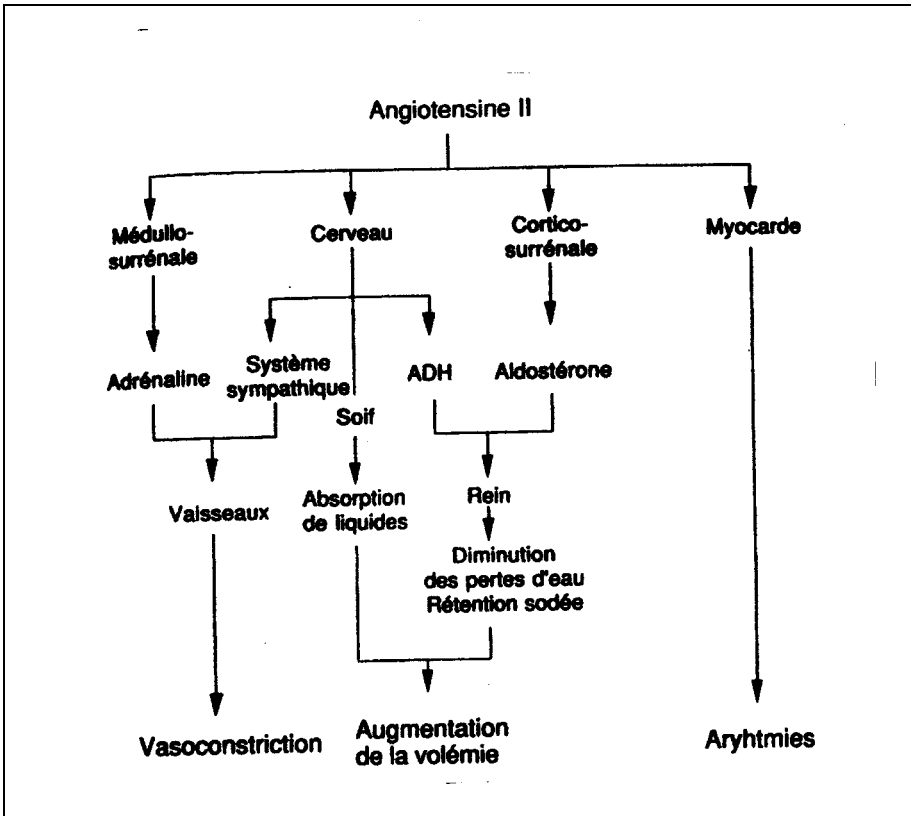 Angiotensine II
Médullo-
surrénale
Cerveau
Cortico-
surrénale
Myocarde
Adrénaline
Système
sympathique
ADH
Aldostérone
Soif
Vaisseaux
Absorption
de liquides
Rein
Diminution
des pertes d'eau
Rétention sodée
Vasoconstriction
Augmentation
de la volémie
Aryhtmies